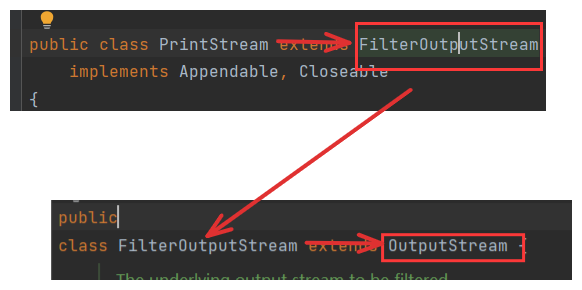 public class PrintStream extends FilterOutputStream
implements Appendable, Closeable
{
public
class FilterOutputStream extends OutputStream {
The underlying output stream to be filtered